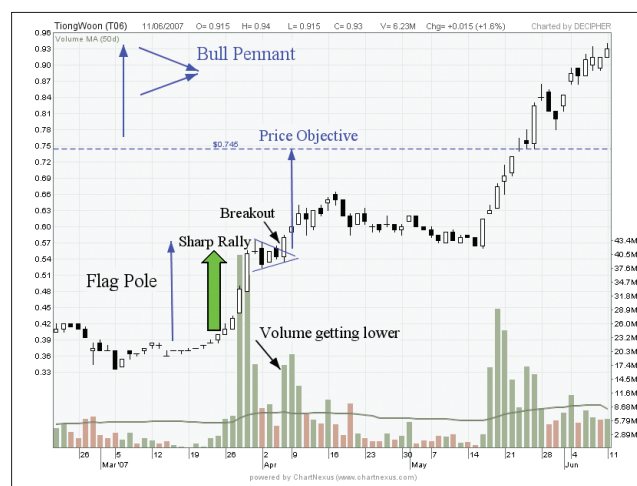 TiongWoon (T06) 11/06/2007 O= 0.915 H= 0.94 L= 0.915 C= 0.93 V= 6.23M Chg= +0.015 (+1.6%) Charted by DECIPHER
Volume MA (50d)
Bull Pennant
$0.746
Price Objective
Breakout
Sharp Rally
Flag Pole
Volume getting lower
0.96
0.93
0.90
0.87
0.84
0.81
0.78
0.75
0.72
0.69
0.66
0.63
0.60
0.57
0.54
0.51
0.48
0.45
0.42
0.39
0.36
0.33
43.4M
40.5M
37.6M
34.7M
31.8M
28.9M
26.0M
23.1M
20.2M
17.3M
14.5M
11.6M
8.68M
5.79M
2.89M
26 5 12 19 26 2 9 16 23 30 7 14 21 28 4 11
Mar '07 Apr May Jun
powered by ChartNexus (www.chartnexus.com)